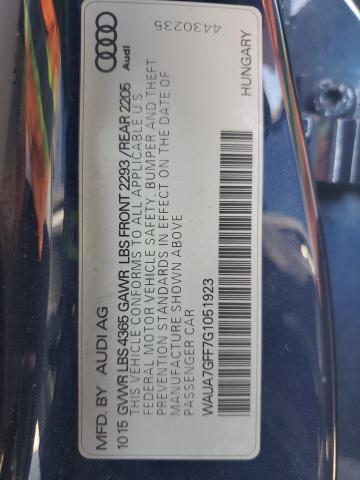 MFD. BY AUDI AG
10 15 GVWR LBS 4365 GAWR LBS FRONT 2293 /REAR 2205
THIS VEHICLE CONFORMS TO ALL APPLICABLE U S
FEDERAL MOTOR VEHICLE SAFETY, BUMPER AND THEFT
PREVENTION STANDARDS IN EFFECT ON THE DATE OF
MANUFACTURE SHOWN ABOVE
PASSENGER CAR
WAUA7GFF7G1051923
Audi
4430235
HUNGARY